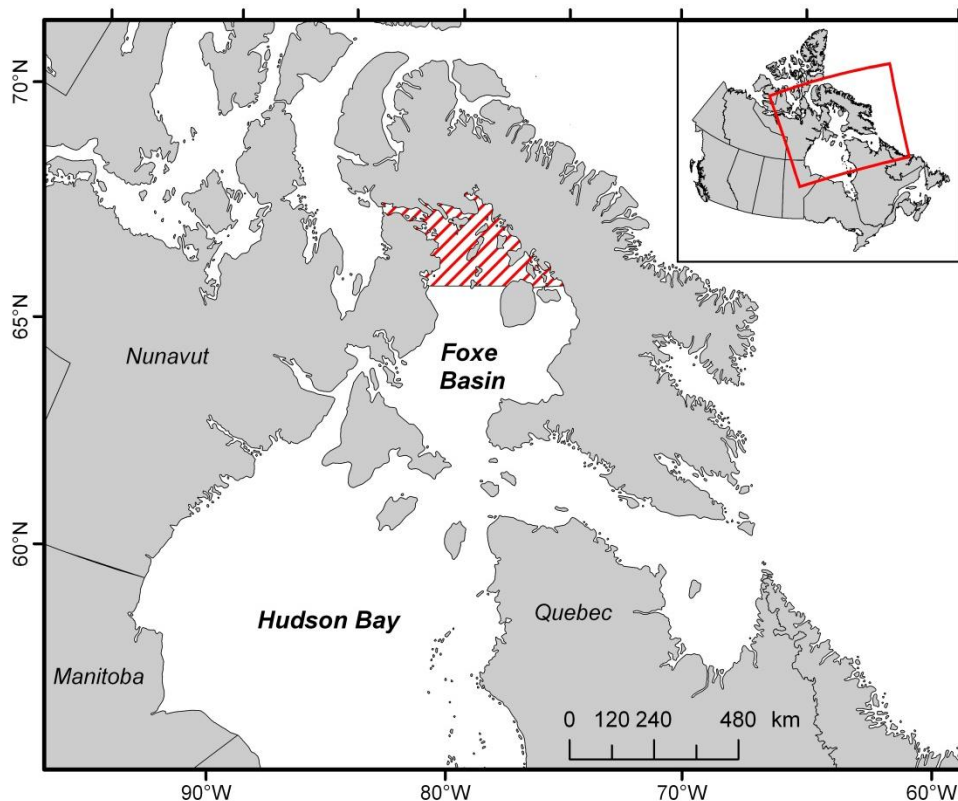 70°N
65°N
60°N
Nunavut
Foxe
Basin
Hudson Bay
Quebec
Manitoba
0 120 240 480 km
90°W 80°W 70°W 60°W